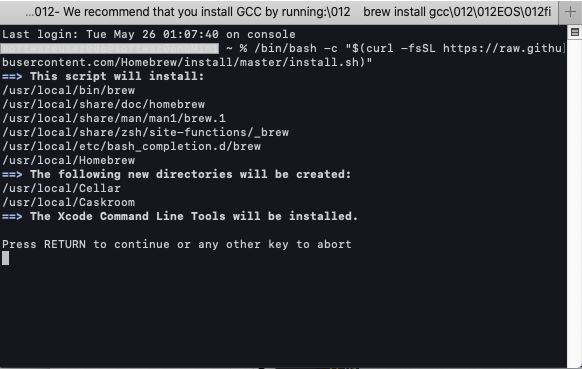 ...012- We recommend that you install GCC by running:\012    brew install gcc\012\012EOS\012fi
Last login: Tue May 26 01:07:40 on console
~ % /bin/bash -c "$(curl -fsSL https://raw.githu
busercontent.com/Homebrew/install/master/install.sh)"
==> This script will install:
/usr/local/bin/brew
/usr/local/share/doc/homebrew
/usr/local/share/man/man1/brew.1
/usr/local/share/zsh/site-functions/_brew
/usr/local/etc/bash_completion.d/brew
/usr/local/Homebrew
==> The following new directories will be created:
/usr/local/Cellar
/usr/local/Caskroom
==> The Xcode Command Line Tools will be installed.
Press RETURN to continue or any other key to abort